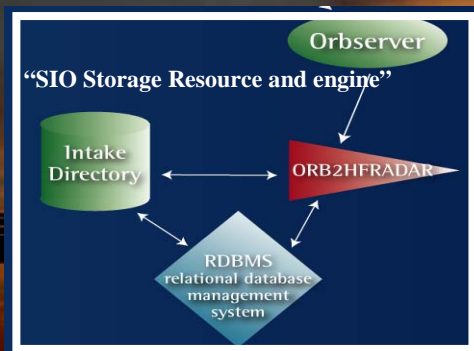 Orbserver
“SIO Storage Resource and engine”
Intake
Directory
ORB2HFRADAR
RDBMS
relational database
management
system